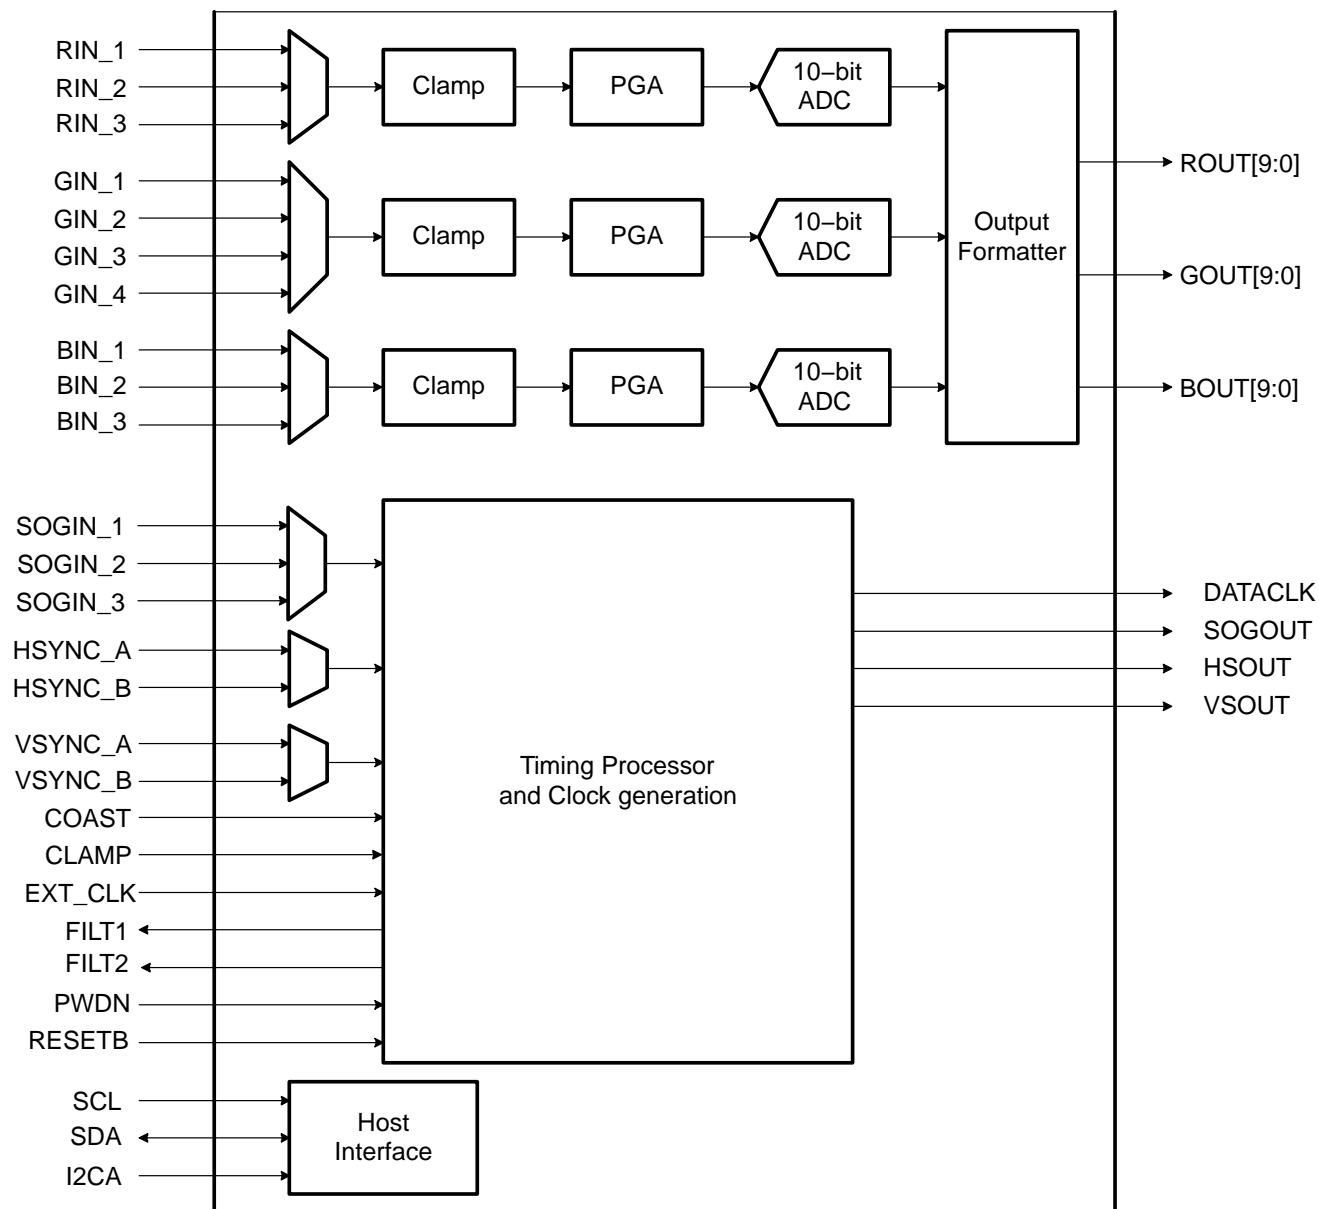 RIN_1
RIN_2
RIN_3
Clamp
PGA
10−bit
ADC
GIN_1
GIN_2
GIN_3
GIN_4
Clamp
PGA
10−bit
ADC
BIN_1
BIN_2
BIN_3
Clamp
PGA
10−bit
ADC
Output
Formatter
ROUT[9:0]
GOUT[9:0]
BOUT[9:0]
SOGIN_1
SOGIN_2
SOGIN_3
HSYNC_A
HSYNC_B
VSYNC_A
VSYNC_B
COAST
CLAMP
EXT_CLK
FILT1
FILT2
PWDN
RESETB
Timing Processor
and Clock generation
DATACLK
SOGOUT
HSOUT
VSOUT
SCL
SDA
I2CA
Host
Interface